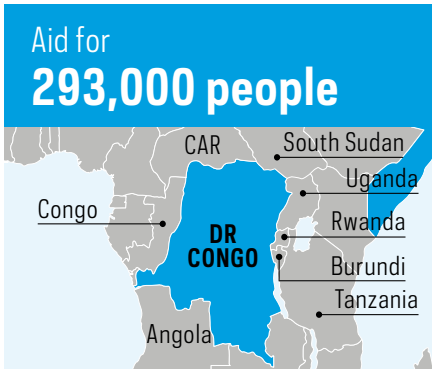 Aid for
293,000 people
CAR
South Sudan
Uganda
Congo
Rwanda
DR
CONGO
Burundi
Tanzania
Angola